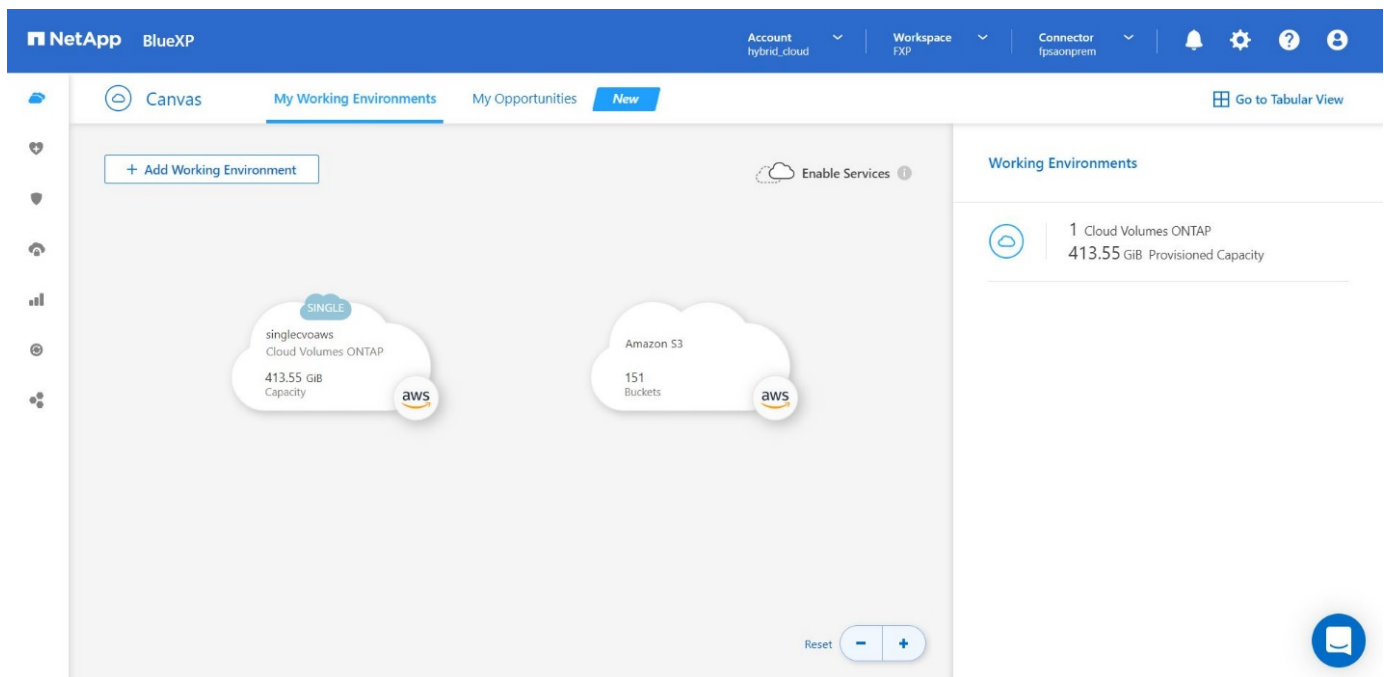 NetApp BlueXP
Account
hybrid_cloud
Workspace
FXP
Connector
fpsaonprem
Canvas
My Working Environments
My Opportunities
New
Go to Tabular View
+ Add Working Environment
Enable Services
Working Environments
1 Cloud Volumes ONTAP
413.55 GiB Provisioned Capacity
SINGLE
singlecvoaws
Cloud Volumes ONTAP
413.55 GiB
Capacity
aws
Amazon S3
151
Buckets
aws
Reset - +